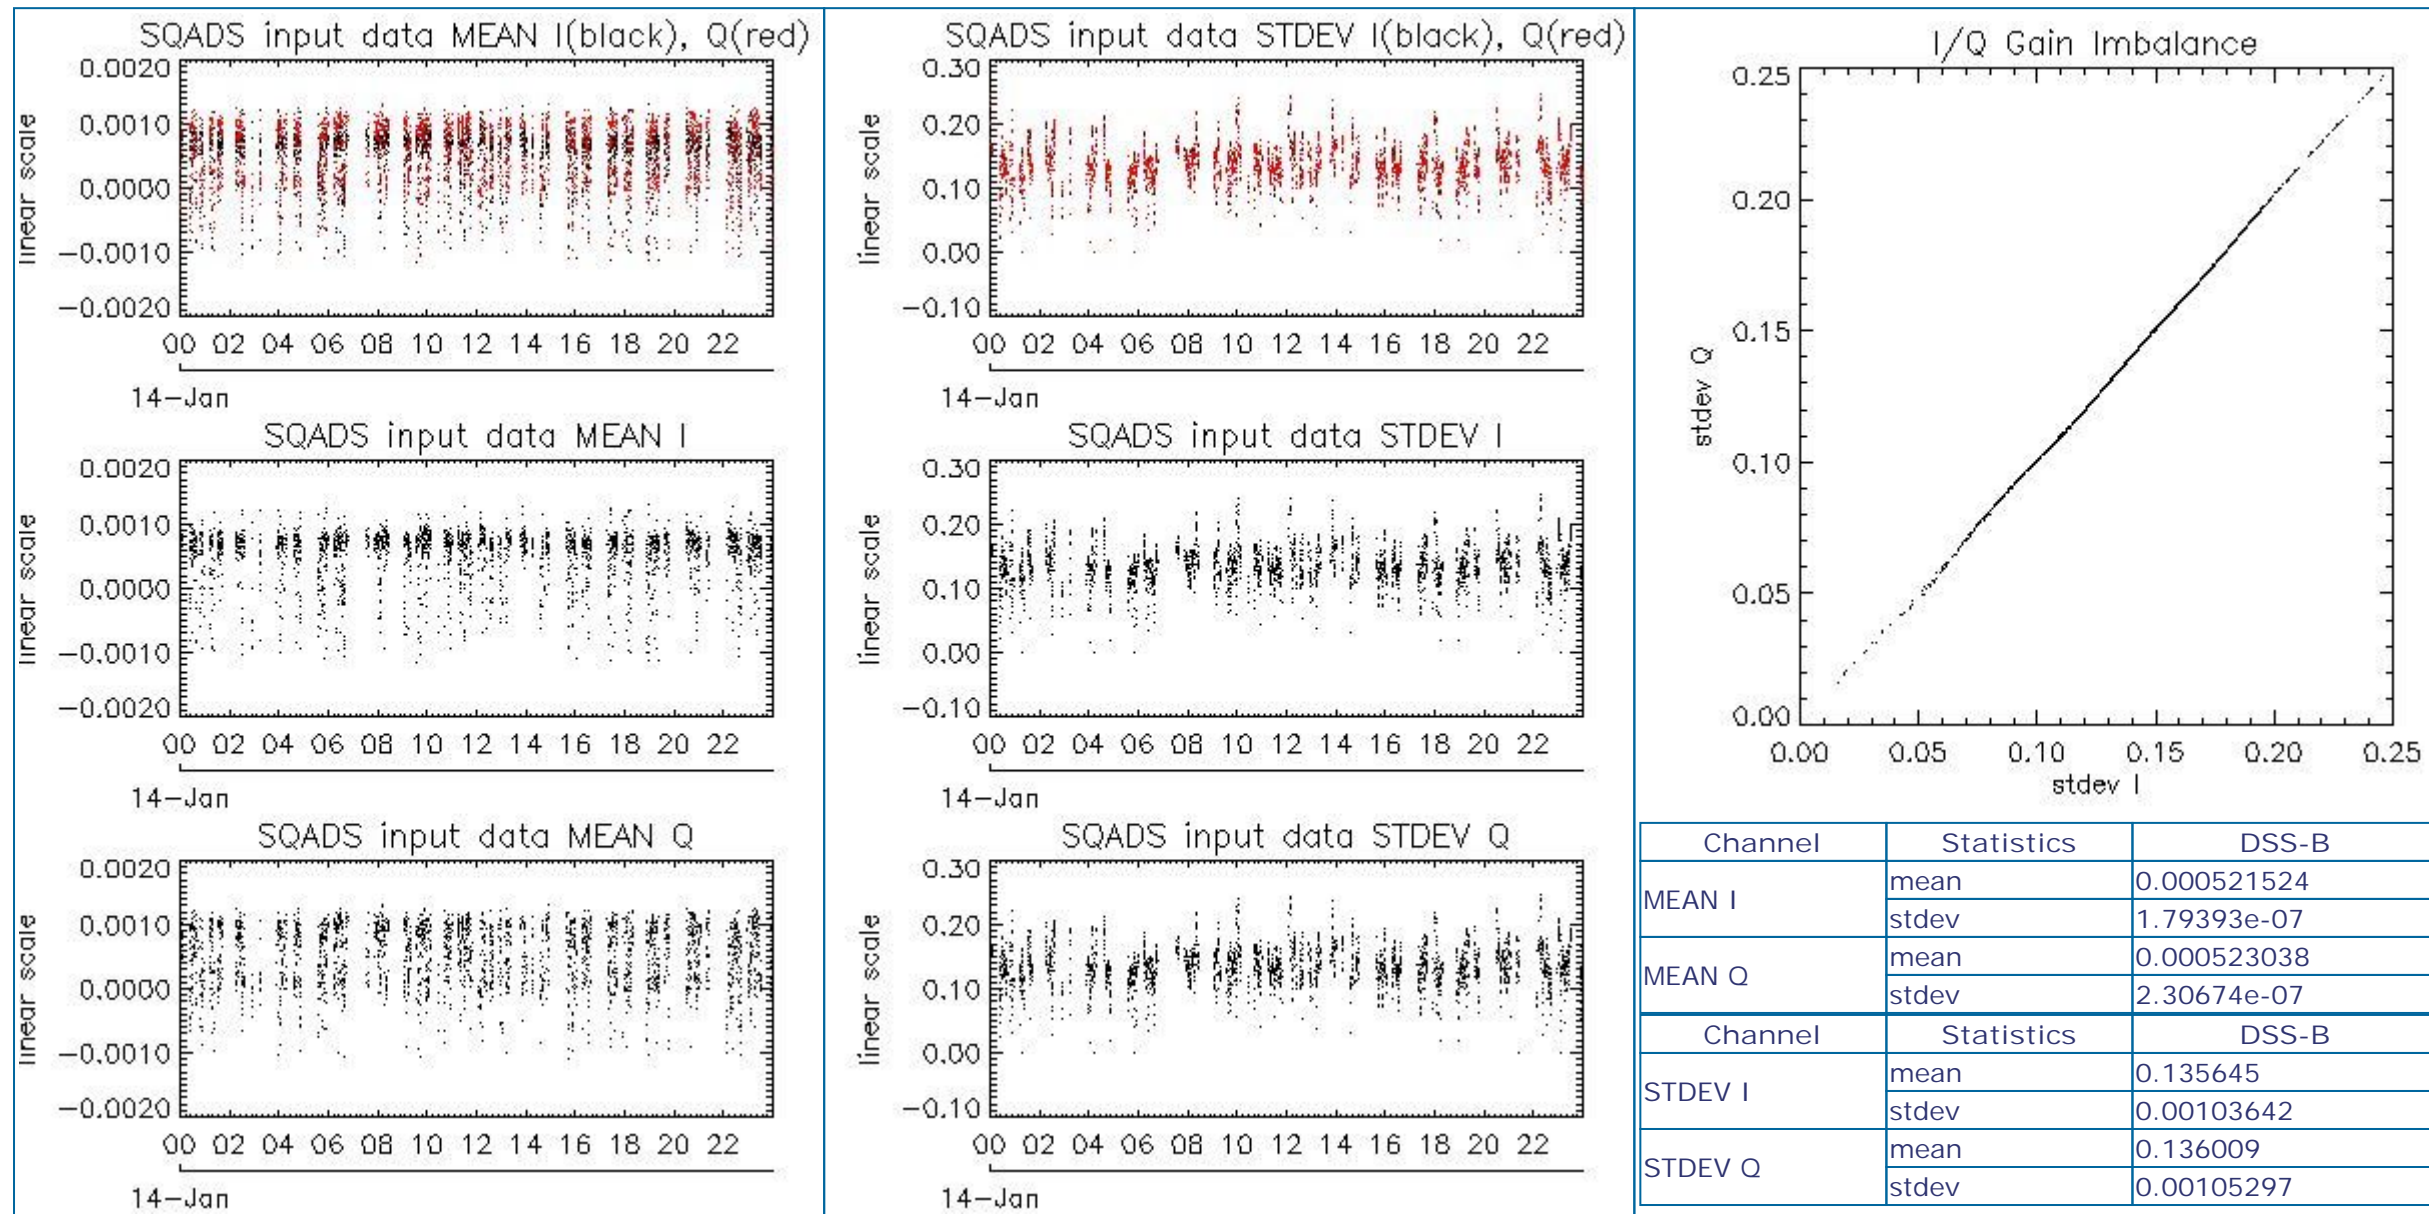 SQADS input data MEAN I(black), Q(red)
0.0020
0.0010
0.0000
−0.0010
−0.0020
linear scale
00 02 04 06 08 10 12 14 16 18 20 22
14−Jan
SQADS input data MEAN I
0.0020
0.0010
0.0000
−0.0010
−0.0020
linear scale
00 02 04 06 08 10 12 14 16 18 20 22
14−Jan
SQADS input data MEAN Q
0.0020
0.0010
0.0000
−0.0010
−0.0020
linear scale
00 02 04 06 08 10 12 14 16 18 20 22
14−Jan
SQADS input data STDEV I(black), Q(red)
0.30
0.20
0.10
0.00
−0.10
linear scale
00 02 04 06 08 10 12 14 16 18 20 22
14−Jan
SQADS input data STDEV I
0.30
0.20
0.10
0.00
−0.10
linear scale
00 02 04 06 08 10 12 14 16 18 20 22
14−Jan
SQADS input data STDEV Q
0.30
0.20
0.10
0.00
−0.10
linear scale
00 02 04 06 08 10 12 14 16 18 20 22
14−Jan
I/Q Gain Imbalance
0.25
0.20
0.15
0.10
0.05
0.00
stdev Q
0.00 0.05 0.10 0.15 0.20 0.25
stdev I
Channel Statistics DSS-B
MEAN I mean 0.000521524
stdev 1.79393e-07
MEAN Q mean 0.000523038
stdev 2.30674e-07
Channel Statistics DSS-B
STDEV I mean 0.135645
stdev 0.00103642
STDEV Q mean 0.136009
stdev 0.00105297